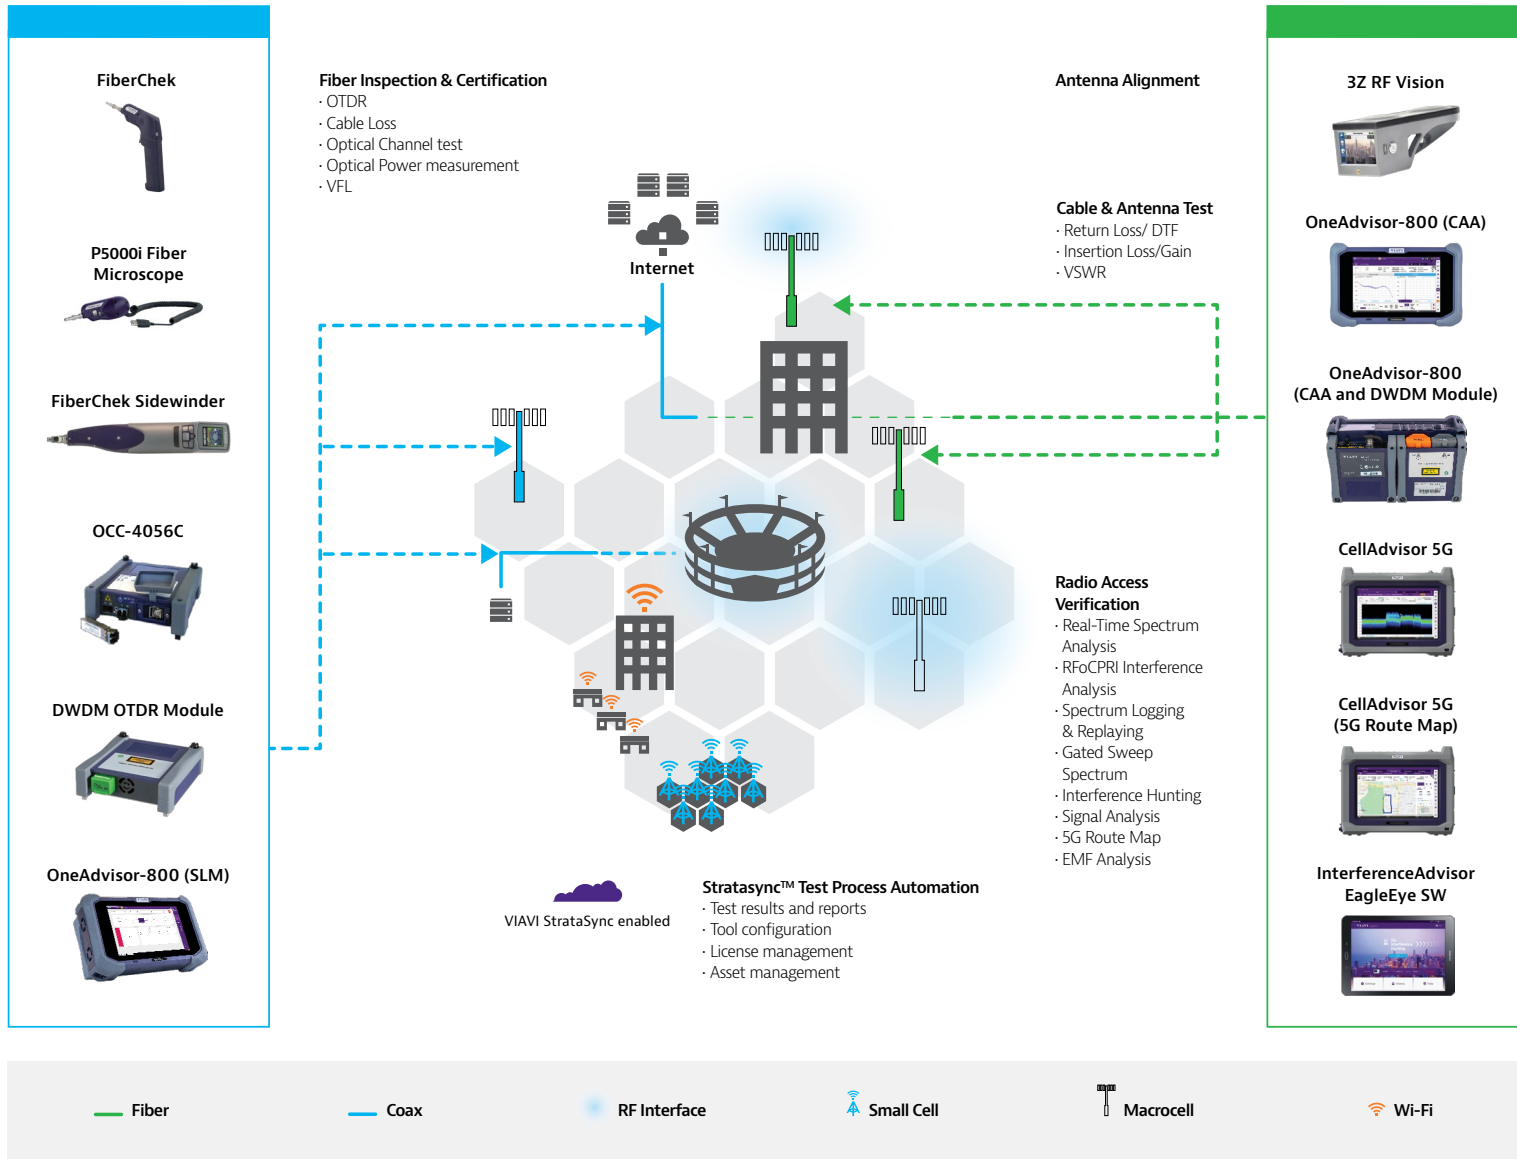 FiberChek
P5000i Fiber
Microscope
FiberChek Sidewinder
OCC-4056C
DWDM OTDR Module
OneAdvisor-800 (SLM)
Fiber Inspection & Certification
· OTDR
· Cable Loss
· Optical Channel test
· Optical Power measurement
· VFL
Internet
Antenna Alignment
Cable & Antenna Test
· Return Loss/ DTF
· Insertion Loss/Gain
· VSWR
Radio Access
Verification
· Real-Time Spectrum
Analysis
· RFoCPRI Interference
Analysis
· Spectrum Logging
& Replaying
· Gated Sweep
Spectrum
· Interference Hunting
· Signal Analysis
· 5G Route Map
· EMF Analysis
VIAVI StrataSync enabled
Stratasync™ Test Process Automation
· Test results and reports
· Tool configuration
· License management
· Asset management
3Z RF Vision
OneAdvisor-800 (CAA)
OneAdvisor-800
(CAA and DWDM Module)
CellAdvisor 5G
CellAdvisor 5G
(5G Route Map)
InterferenceAdvisor
EagleEye SW
Fiber
Coax
RF Interface
Small Cell
Macrocell
Wi-Fi